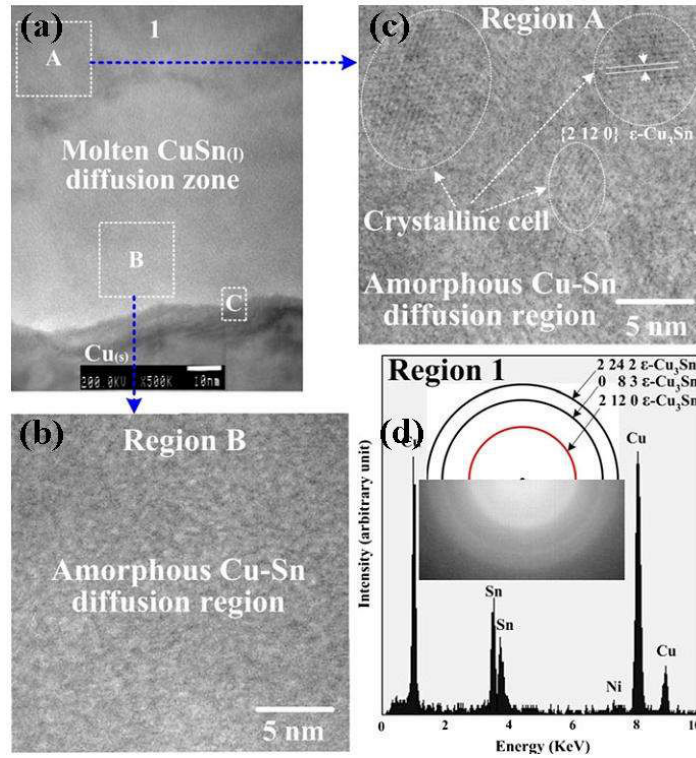 (a)
1
A
Molten CuSn(l)
diffusion zone
B
C
Cu(s)
200.0KV X500K 10nm
(c)
Region A
{2 12 0} ε-Cu3Sn
Crystalline cell
Amorphous Cu-Sn
diffusion region
5 nm
(b)
Region B
Amorphous Cu-Sn
diffusion region
5 nm
(d)
Region 1
2 24 2 ε-Cu3Sn
0 8 3 ε-Cu3Sn
2 12 0 ε-Cu3Sn
Cu
Cu
Sn
Sn
Ni
Cu
Intensity (arbitrary unit)
0 2 4 6 8 10
Energy (KeV)